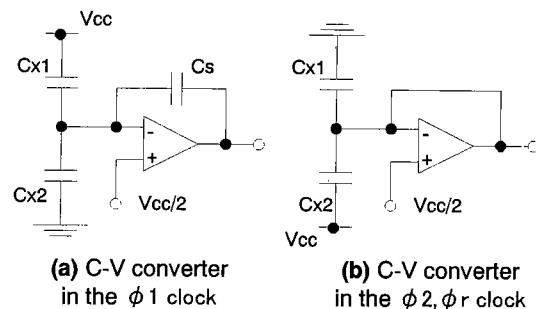 Vcc
Cx1
Cs
-
+
Cx2
Vcc/2
(a) C-V converter
in the φ1 clock
Cx1
-
+
Cx2
Vcc/2
Vcc
(b) C-V converter
in the φ2, φr clock